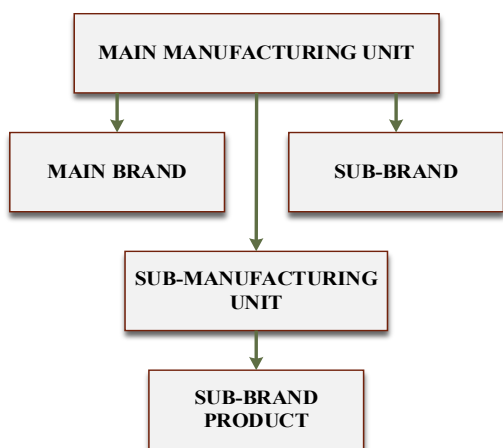 MAIN MANUFACTURING UNIT
MAIN BRAND
SUB-BRAND
SUB-MANUFACTURING
UNIT
SUB-BRAND
PRODUCT